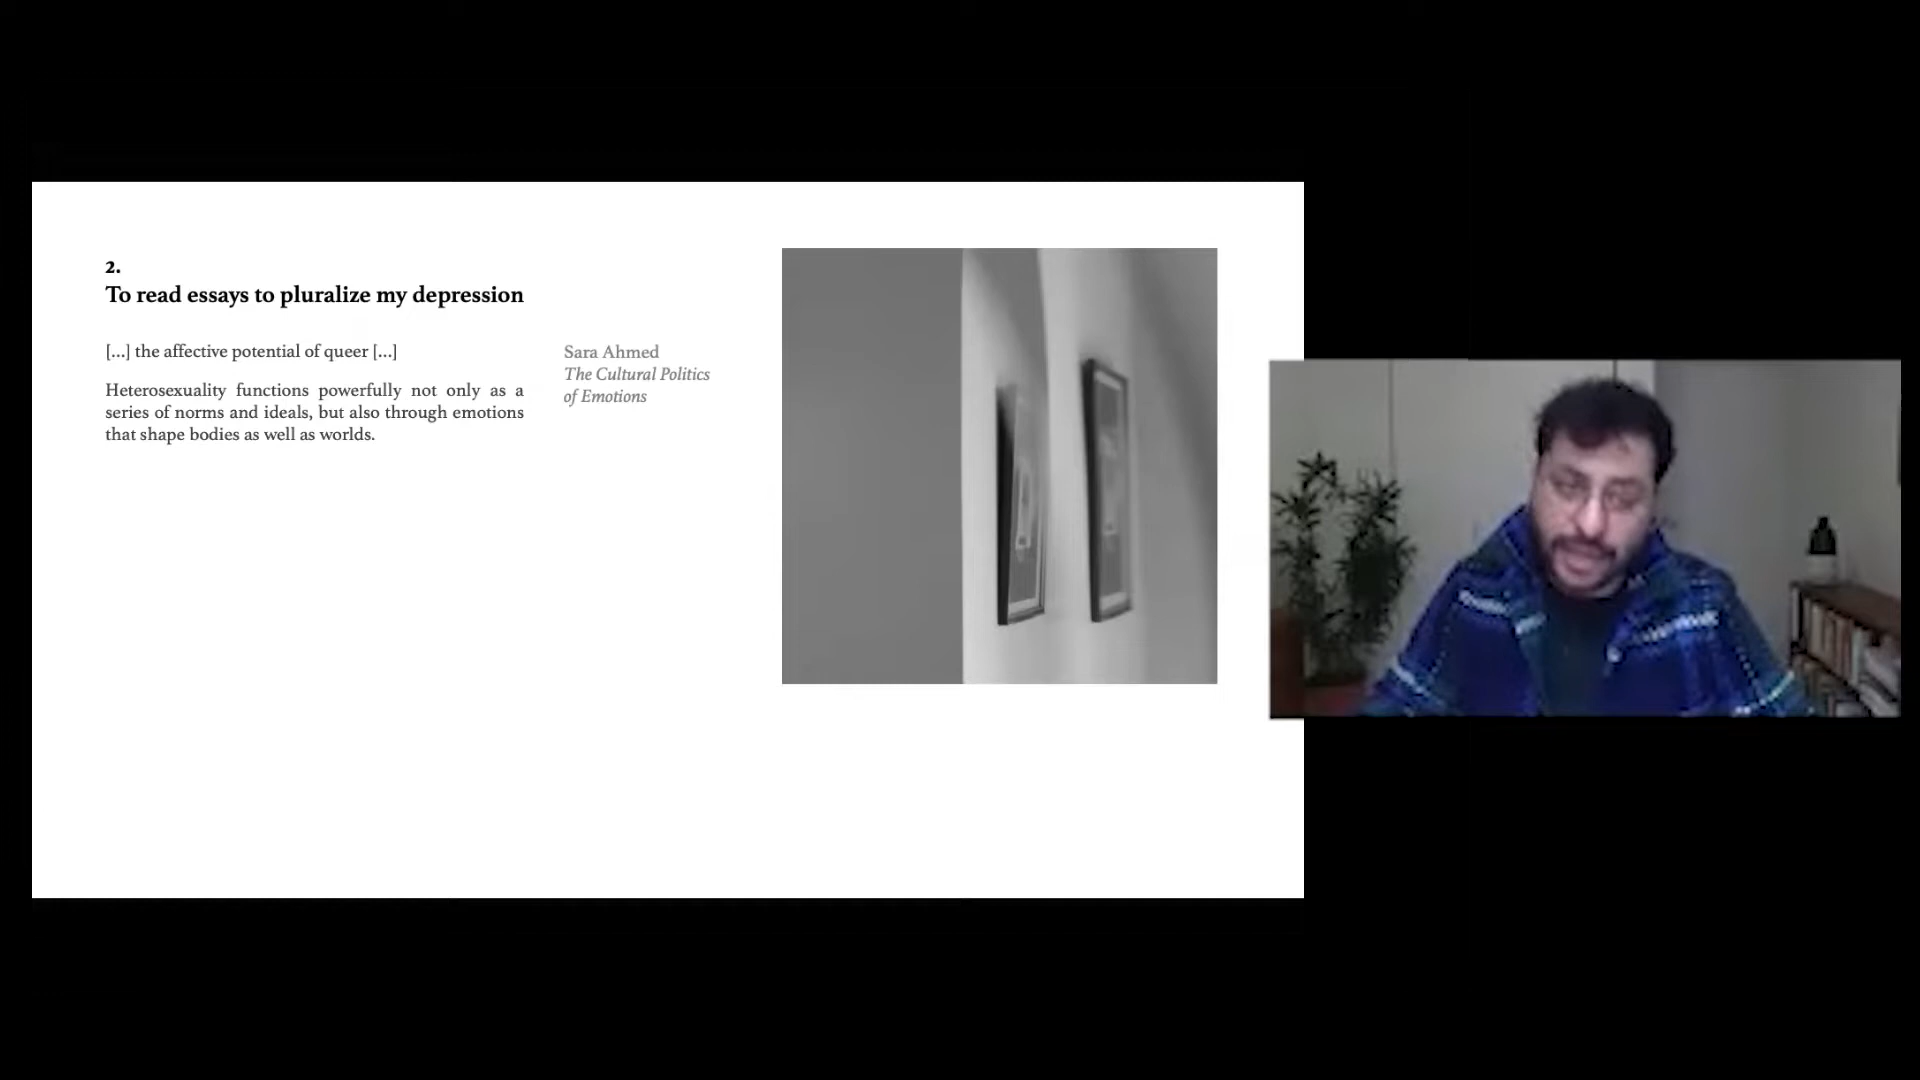 2.
To read essays to pluralize my depression
[...] the affective potential of queer [...]
Heterosexuality functions powerfully not only as a
series of norms and ideals, but also through emotions
that shape bodies as well as worlds.
Sara Ahmed
The Cultural Politics
of Emotions